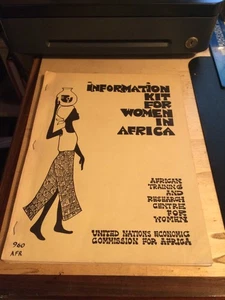 INFORMATION
KIT
FOR
WOMEN
IN
AFRICA
AFRICAN
TRAINING
AND
RESEARCH
CENTRE
FOR
WOMEN
UNITED NATIONS ECONOMIC
COMMISSION FOR AFRICA
960
AFR